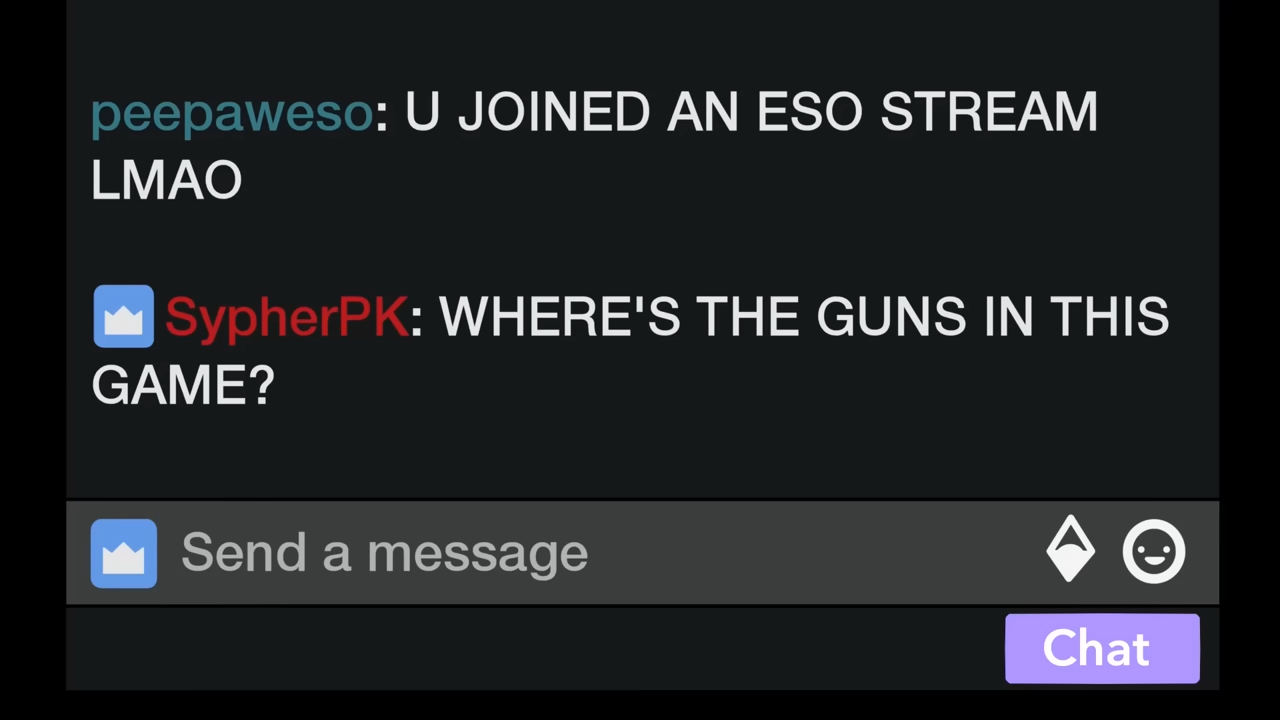 peepaweso: U JOINED AN ESO STREAM
LMAO
SypherPK: WHERE'S THE GUNS IN THIS
GAME?
Send a message
Chat